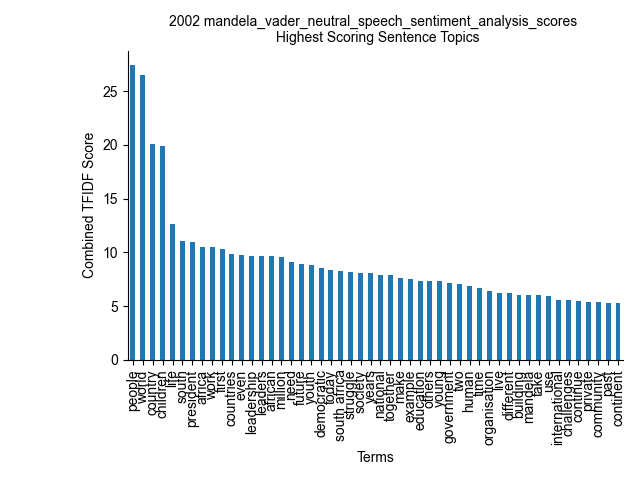 2002 mandela_vader_neutral_speech_sentiment_analysis_scores
Highest Scoring Sentence Topics
Combined TFIDF Score
25
20
15
10
5
0
people
world
country
children
life
south
president
africa
work
first
countries
even
leadership
leaders
african
million
need
future
youth
democratic
today
south africa
struggle
society
years
national
together
make
example
education
others
young
government
two
human
time
organisation
live
different
building
mandela
take
use
international
challenges
continue
private
community
past
continent
Terms